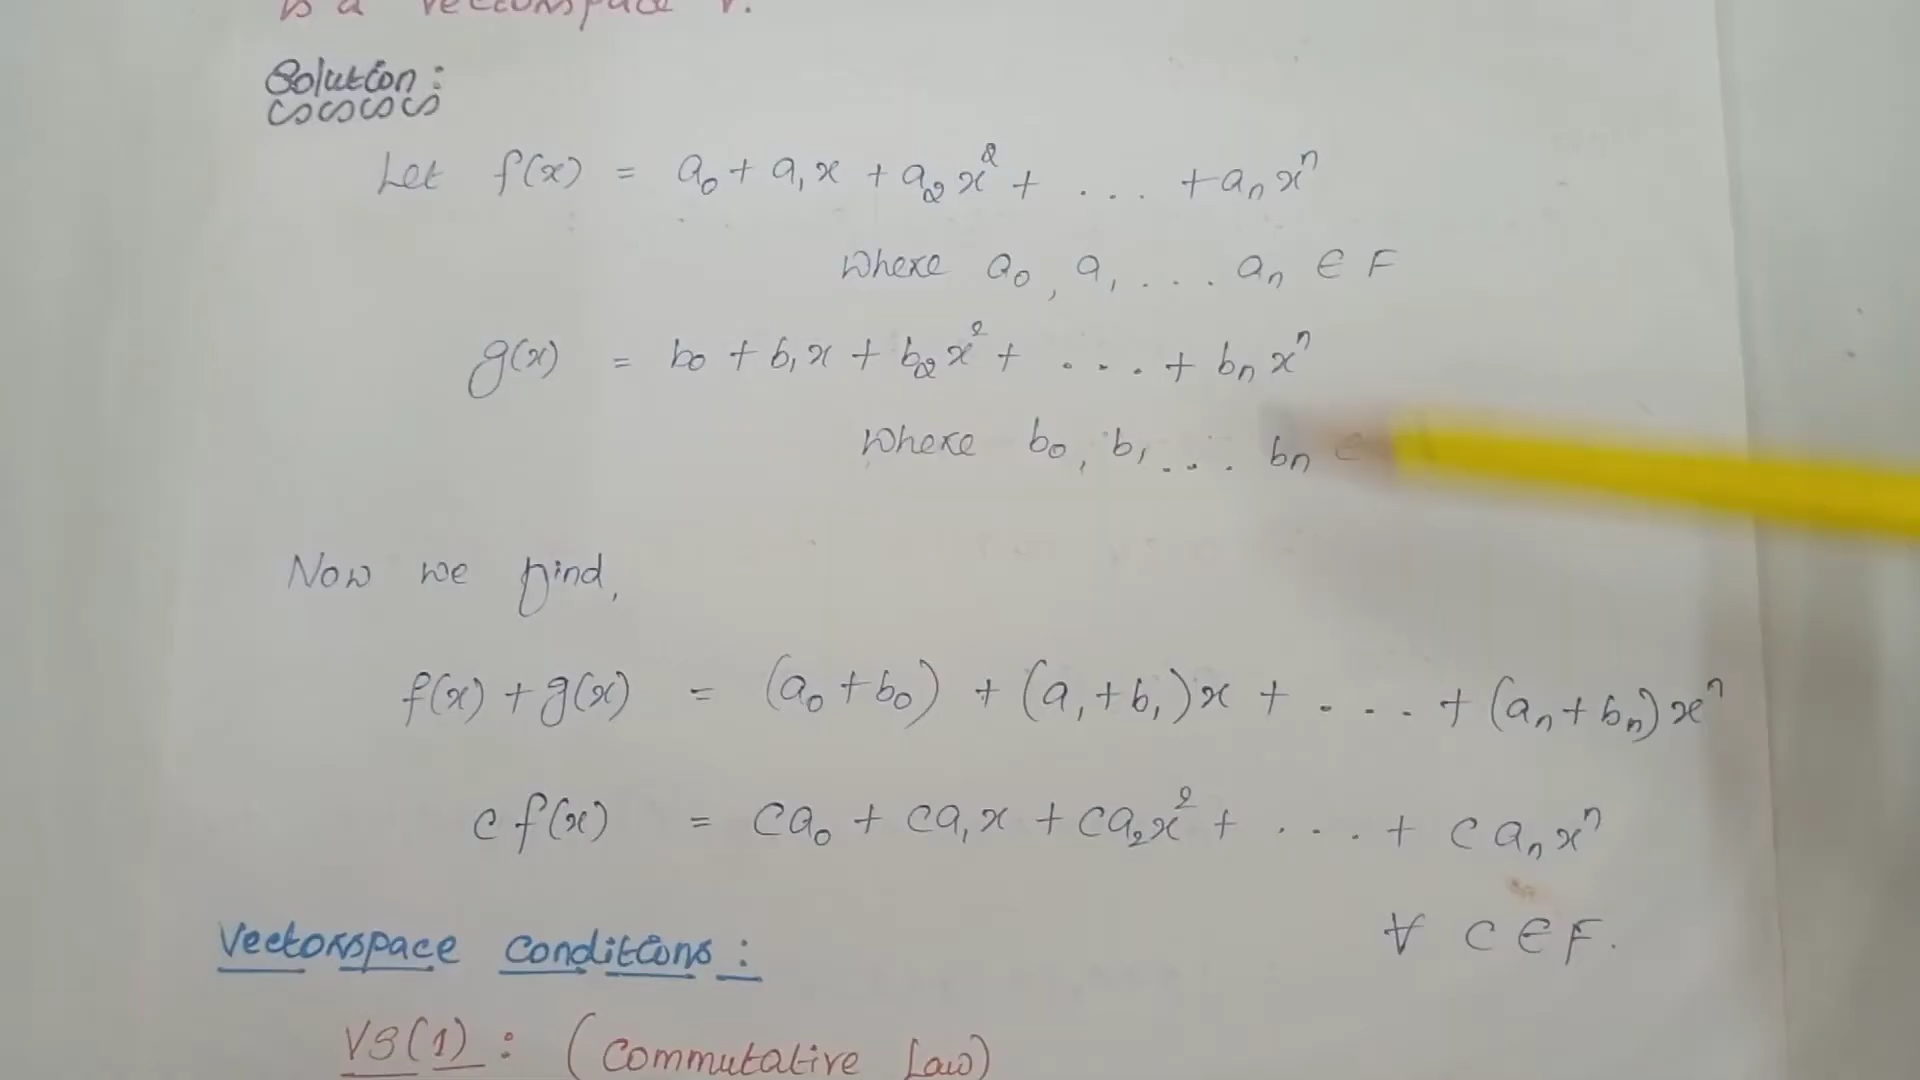 is a vectorspace V.
Solution:
Let f(x) = a₀ + a₁x + a₂x² + ... + aₙxⁿ
where a₀, a₁ ... aₙ ∈ F
g(x) = b₀ + b₁x + b₂x² + ... + bₙxⁿ
where b₀, b₁ ... bₙ ∈
Now we find,
f(x) + g(x) = (a₀ + b₀) + (a₁ + b₁)x + ... + (aₙ + bₙ)xⁿ
c f(x) = ca₀ + ca₁x + ca₂x² + ... + c aₙxⁿ
∀ c ∈ F.
Vectorspace conditions:
VS(1): (Commutative Law)